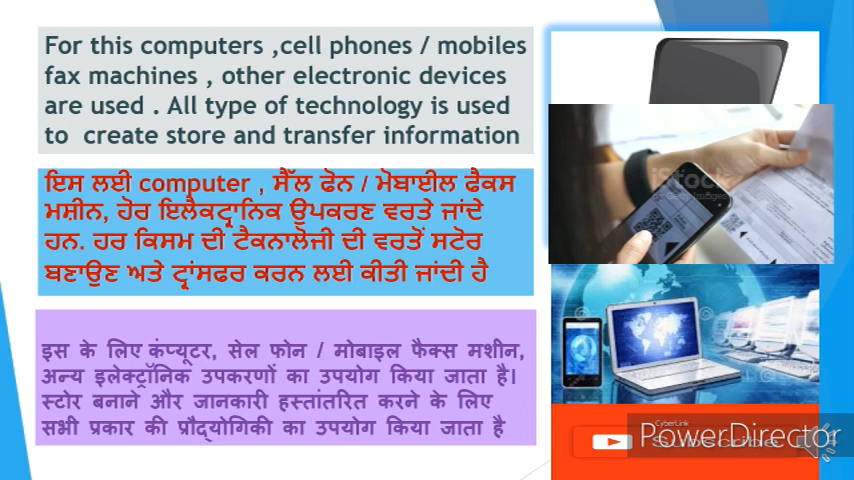 For this computers ,cell phones / mobiles
fax machines , other electronic devices
are used . All type of technology is used
to create store and transfer information
ਇਸ ਲਈ computer , ਸੈੱਲ ਫੋਨ / ਮੋਬਾਈਲ ਫੈਕਸ
ਮਸ਼ੀਨ, ਹੋਰ ਇਲੈਕਟ੍ਰਾਨਿਕ ਉਪਕਰਣ ਵਰਤੇ ਜਾਂਦੇ
ਹਨ. ਹਰ ਕਿਸਮ ਦੀ ਟੈਕਨਾਲੋਜੀ ਦੀ ਵਰਤੋਂ ਸਟੋਰ
ਬਣਾਉਣ ਅਤੇ ਟ੍ਰਾਂਸਫਰ ਕਰਨ ਲਈ ਕੀਤੀ ਜਾਂਦੀ ਹੈ
इस के लिए कंप्यूटर, सेल फोन / मोबाइल फैक्स मशीन,
अन्य इलेक्ट्रॉनिक उपकरणों का उपयोग किया जाता है।
स्टोर बनाने और जानकारी हस्तांतरित करने के लिए
सभी प्रकार की प्रौद्योगिकी का उपयोग किया जाता है
iStock
CyberLink
PowerDirector
Subscribe